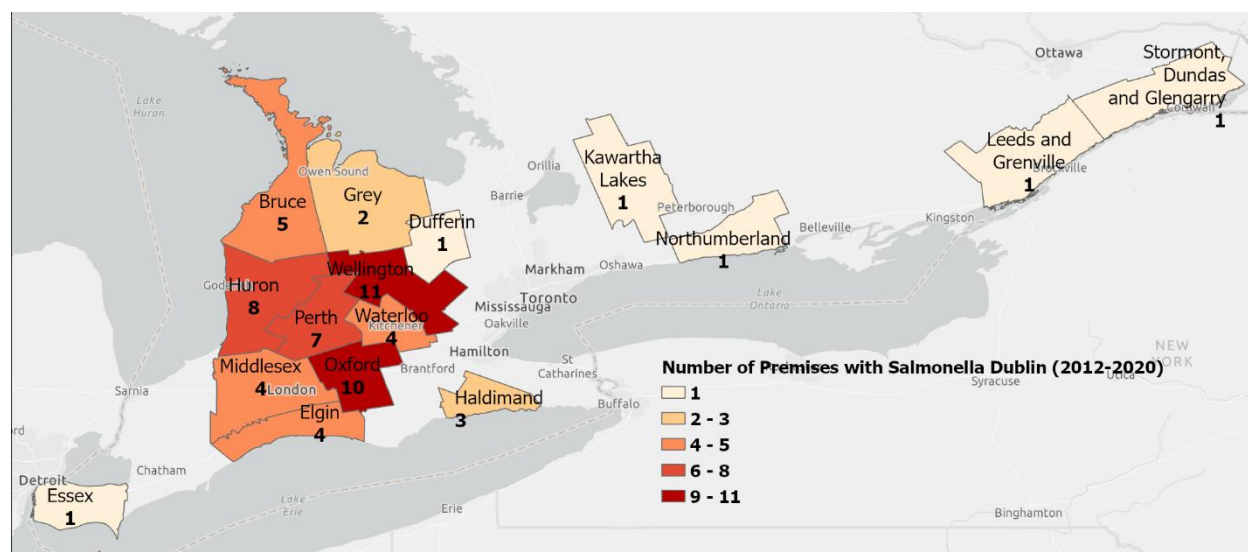 Ottawa
Stormont,
Dundas
and Glengarry
Cornwall
1
Lake
Huron
Leeds and
Grenville
Brockville
1
Kawartha
Lakes
1
Orillia
Owen Sound
Barrie
Bruce
5
Grey
2
Dufferin
1
Peterborough
Northumberland
1
Belleville
Kingston
Wellington
11
Markham
Oshawa
Huron
8
Toronto
Mississauga
Oakville
Lake
Ontario
Perth
7
Waterloo
Kitchener
4
Hamilton
Middlesex
4
London
Oxford
10
Brantford
St
Catharines
NEW
YORK
Number of Premises with Salmonella Dublin (2012-2020)
Syracuse
Utica
Sarnia
Elgin
4
Haldimand
3
Buffalo
1
2 - 3
4 - 5
6 - 8
9 - 11
Chatham
Detroit
Essex
1
Lake
Erie
Erie
Binghamton